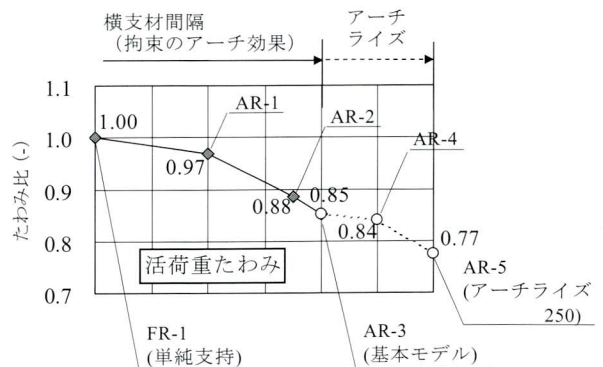 横支材間隔
（拘束のアーチ効果）
アーチ
ライズ
1.1
1.0
0.9
0.8
0.7
たわみ比 (-)
1.00
AR-1
0.97
AR-2
0.88
0.85
AR-4
0.84
0.77
活荷重たわみ
AR-5
(アーチライズ
250)
FR-1
(単純支持)
AR-3
(基本モデル)